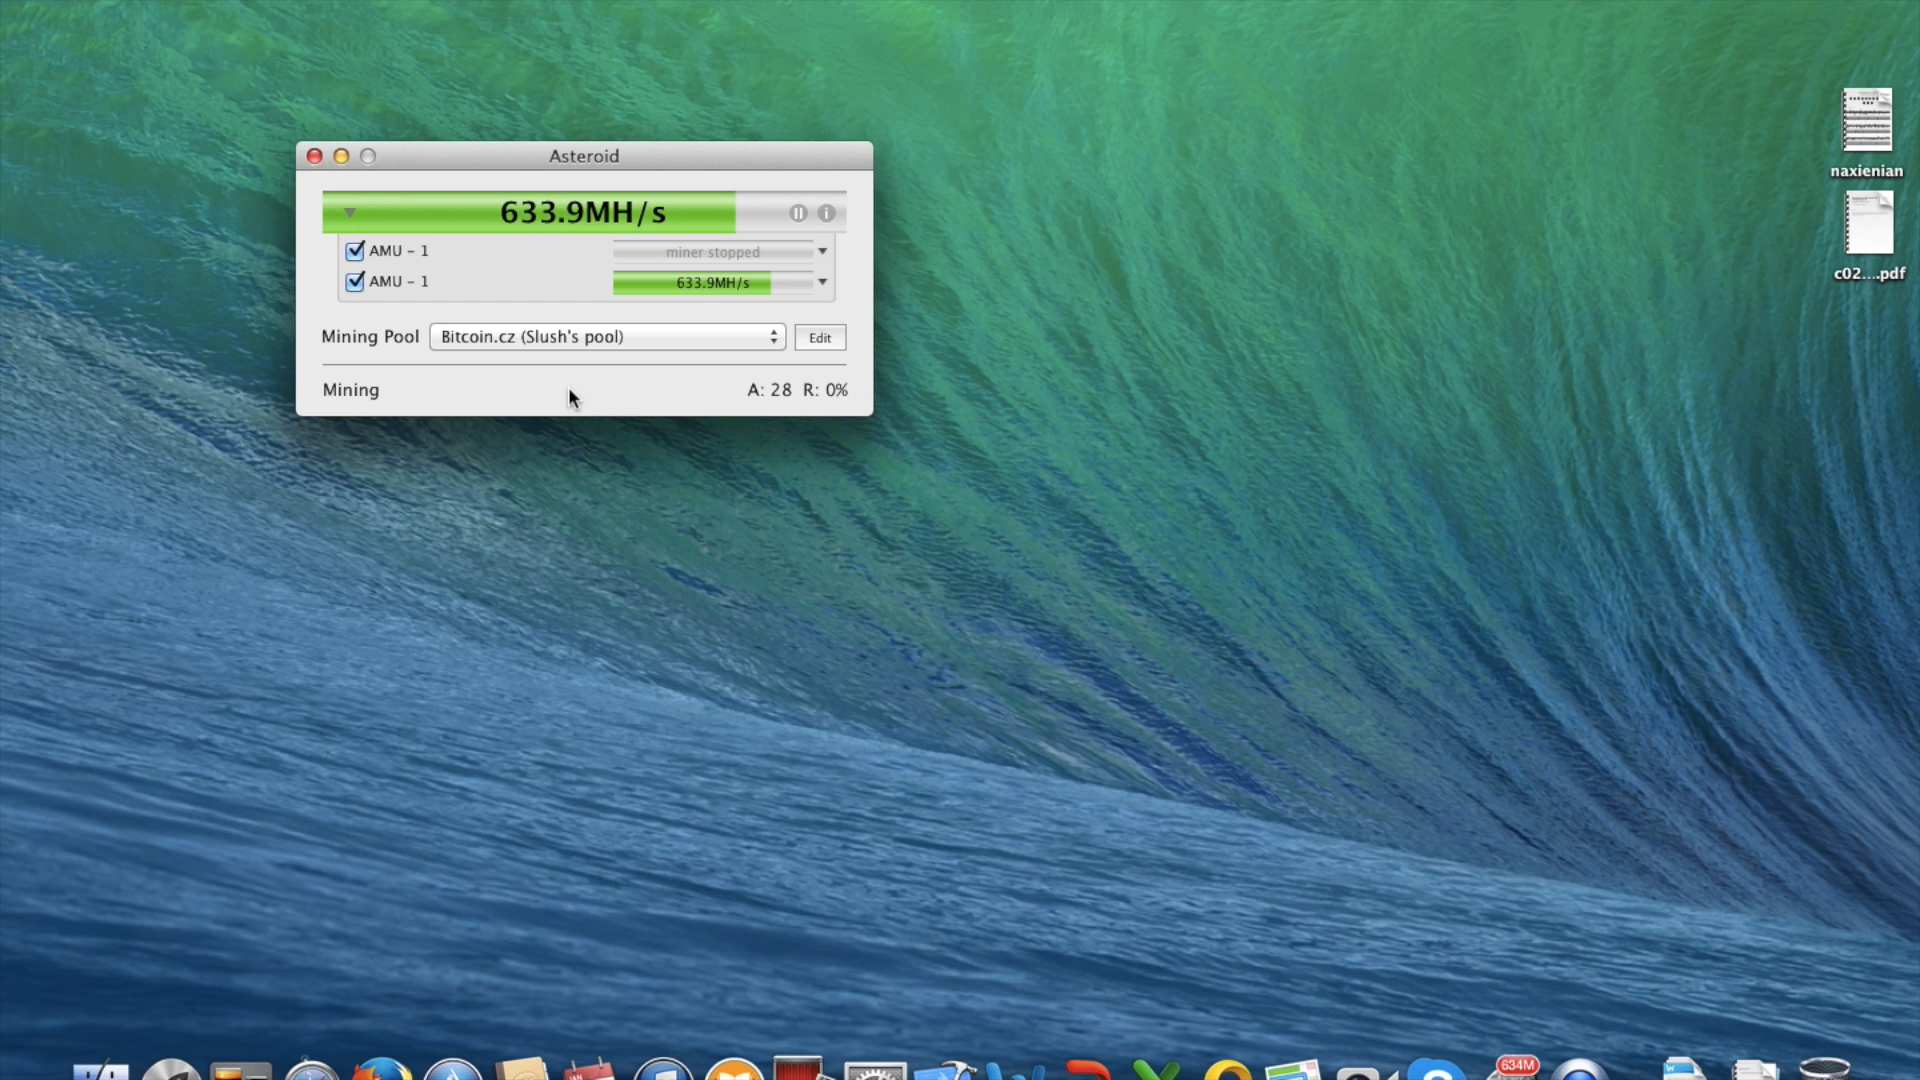 Asteroid
633.9MH/s
AMU - 1
miner stopped
AMU - 1
633.9MH/s
Mining Pool
Bitcoin.cz (Slush's pool)
Edit
Mining
A: 28 R: 0%
naxienian
c02....pdf
JAN
634M